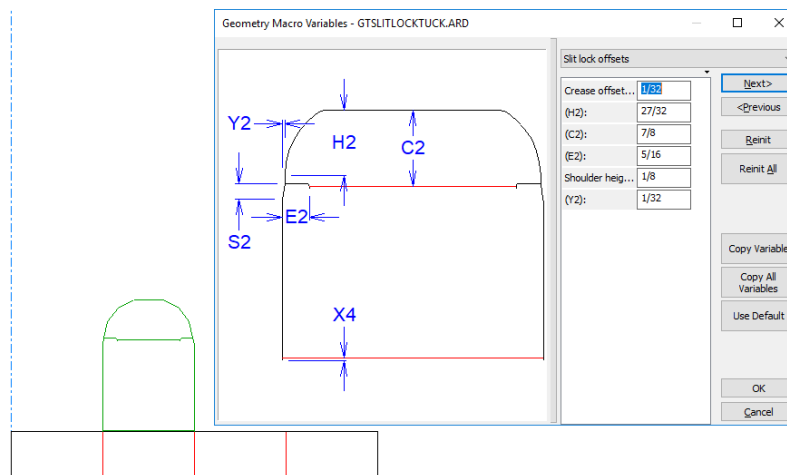 Geometry Macro Variables - GTSLITLOCKTUCK.ARD
Slit lock offsets
Crease offset... 1/32
(H2): 27/32
(C2): 7/8
(E2): 5/16
Shoulder heig... 1/8
(Y2): 1/32
Next>
<Previous
Reinit
Reinit All
Copy Variable
Copy All
Variables
Use Default
OK
Cancel
Y2
H2
C2
E2
S2
X4